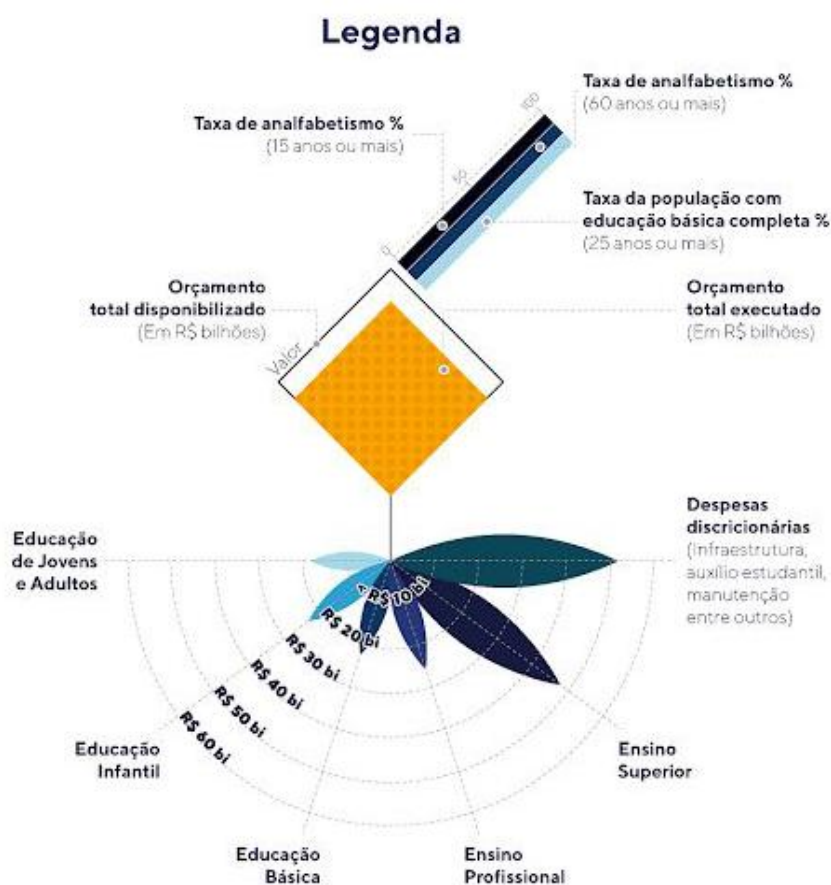 Legenda
Taxa de analfabetismo %
(60 anos ou mais)
Taxa de analfabetismo %
(15 anos ou mais)
100
50
0
Taxa da população com
educação básica completa %
(25 anos ou mais)
Orçamento
total disponibilizado
(Em R$ bilhões)
Valor
Orçamento
total executado
(Em R$ bilhões)
Educação
de Jovens
e Adultos
Despesas
discricionárias
(Infraestrutura,
auxílio estudantil,
manutenção
entre outros)
< R$ 10 bi
R$ 20 bi
R$ 30 bi
R$ 40 bi
R$ 50 bi
R$ 60 bi
Educação
Infantil
Ensino
Superior
Educação
Básica
Ensino
Profissional